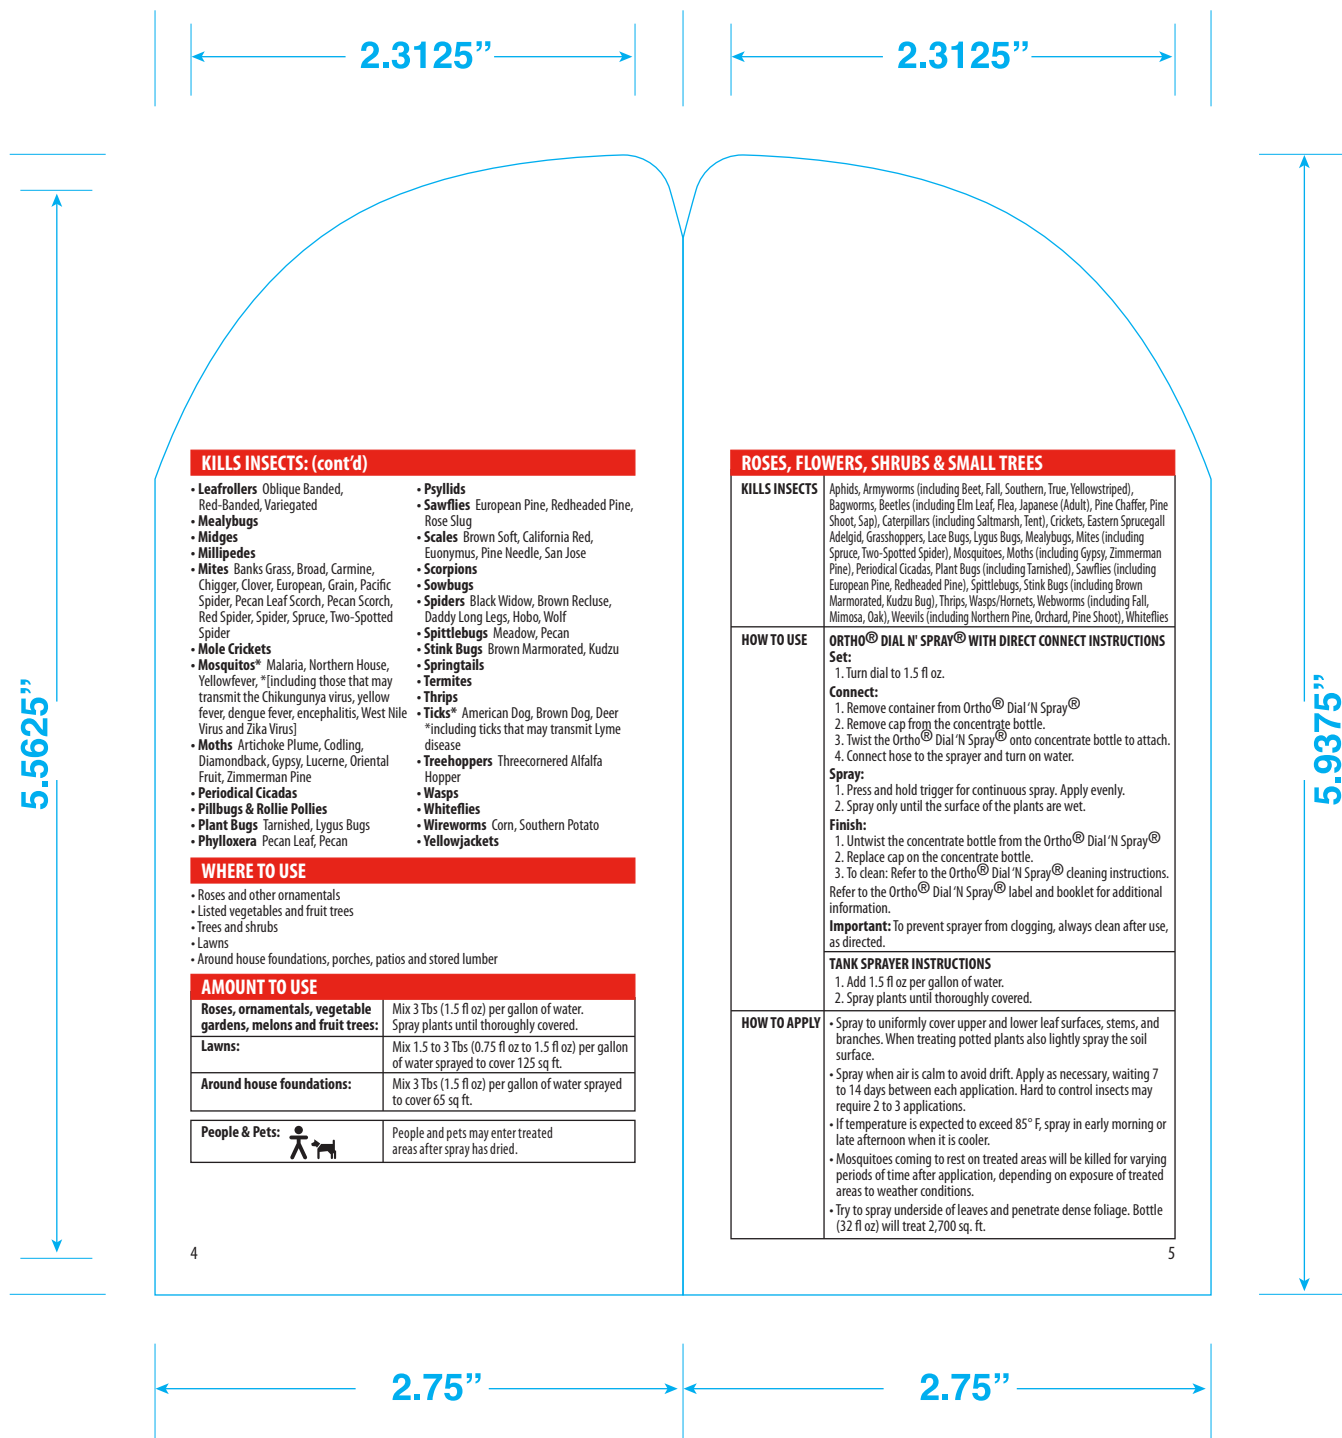 2.3125”
2.3125”
5.5625”
5.9375”
KILLS INSECTS: (cont’d)
• Leafrollers Oblique Banded,
Red-Banded, Variegated
• Mealybugs
• Midges
• Millipedes
• Mites Banks Grass, Broad, Carmine,
Chigger, Clover, European, Grain, Pacific
Spider, Pecan Leaf Scorch, Pecan Scorch,
Red Spider, Spider, Spruce, Two-Spotted
Spider
• Mole Crickets
• Mosquitos* Malaria, Northern House,
Yellowfever, *[including those that may
transmit the Chikungunya virus, yellow
fever, dengue fever, encephalitis, West Nile
Virus and Zika Virus]
• Moths Artichoke Plume, Codling,
Diamondback, Gypsy, Lucerne, Oriental
Fruit, Zimmerman Pine
• Periodical Cicadas
• Pillbugs & Rollie Pollies
• Plant Bugs Tarnished, Lygus Bugs
• Phylloxera Pecan Leaf, Pecan
• Psyllids
• Sawflies European Pine, Redheaded Pine,
Rose Slug
• Scales Brown Soft, California Red,
Euonymus, Pine Needle, San Jose
• Scorpions
• Sowbugs
• Spiders Black Widow, Brown Recluse,
Daddy Long Legs, Hobo, Wolf
• Spittlebugs Meadow, Pecan
• Stink Bugs Brown Marmorated, Kudzu
• Springtails
• Termites
• Thrips
• Ticks* American Dog, Brown Dog, Deer
*including ticks that may transmit Lyme
disease
• Treehoppers Threecornered Alfalfa
Hopper
• Wasps
• Whiteflies
• Wireworms Corn, Southern Potato
• Yellowjackets
WHERE TO USE
• Roses and other ornamentals
• Listed vegetables and fruit trees
• Trees and shrubs
• Lawns
• Around house foundations, porches, patios and stored lumber
AMOUNT TO USE
Roses, ornamentals, vegetable
gardens, melons and fruit trees:
Mix 3 Tbs (1.5 fl oz) per gallon of water.
Spray plants until thoroughly covered.
Lawns:
Mix 1.5 to 3 Tbs (0.75 fl oz to 1.5 fl oz) per gallon
of water sprayed to cover 125 sq ft.
Around house foundations:
Mix 3 Tbs (1.5 fl oz) per gallon of water sprayed
to cover 65 sq ft.
People & Pets:
People and pets may enter treated
areas after spray has dried.
4
ROSES, FLOWERS, SHRUBS & SMALL TREES
KILLS INSECTS
Aphids, Armyworms (including Beet, Fall, Southern, True, Yellowstriped),
Bagworms, Beetles (including Elm Leaf, Flea, Japanese (Adult), Pine Chaffer, Pine
Shoot, Sap), Caterpillars (including Saltmarsh, Tent), Crickets, Eastern Sprucegall
Adelgid, Grasshoppers, Lace Bugs, Lygus Bugs, Mealybugs, Mites (including
Spruce, Two-Spotted Spider), Mosquitoes, Moths (including Gypsy, Zimmerman
Pine), Periodical Cicadas, Plant Bugs (including Tarnished), Sawflies (including
European Pine, Redheaded Pine), Spittlebugs, Stink Bugs (including Brown
Marmorated, Kudzu Bug), Thrips, Wasps/Hornets, Webworms (including Fall,
Mimosa, Oak), Weevils (including Northern Pine, Orchard, Pine Shoot), Whiteflies
HOW TO USE
ORTHO® DIAL N' SPRAY® WITH DIRECT CONNECT INSTRUCTIONS
Set:
1. Turn dial to 1.5 fl oz.
Connect:
1. Remove container from Ortho® Dial ‘N Spray®
2. Remove cap from the concentrate bottle.
3. Twist the Ortho® Dial ‘N Spray® onto concentrate bottle to attach.
4. Connect hose to the sprayer and turn on water.
Spray:
1. Press and hold trigger for continuous spray. Apply evenly.
2. Spray only until the surface of the plants are wet.
Finish:
1. Untwist the concentrate bottle from the Ortho® Dial ‘N Spray®
2. Replace cap on the concentrate bottle.
3. To clean: Refer to the Ortho® Dial ‘N Spray® cleaning instructions.
Refer to the Ortho® Dial ‘N Spray® label and booklet for additional
information.
Important: To prevent sprayer from clogging, always clean after use,
as directed.
TANK SPRAYER INSTRUCTIONS
1. Add 1.5 fl oz per gallon of water.
2. Spray plants until thoroughly covered.
HOW TO APPLY
• Spray to uniformly cover upper and lower leaf surfaces, stems, and
branches. When treating potted plants also lightly spray the soil
surface.
• Spray when air is calm to avoid drift. Apply as necessary, waiting 7
to 14 days between each application. Hard to control insects may
require 2 to 3 applications.
• If temperature is expected to exceed 85° F, spray in early morning or
late afternoon when it is cooler.
• Mosquitoes coming to rest on treated areas will be killed for varying
periods of time after application, depending on exposure of treated
areas to weather conditions.
• Try to spray underside of leaves and penetrate dense foliage. Bottle
(32 fl oz) will treat 2,700 sq. ft.
5
2.75”
2.75”